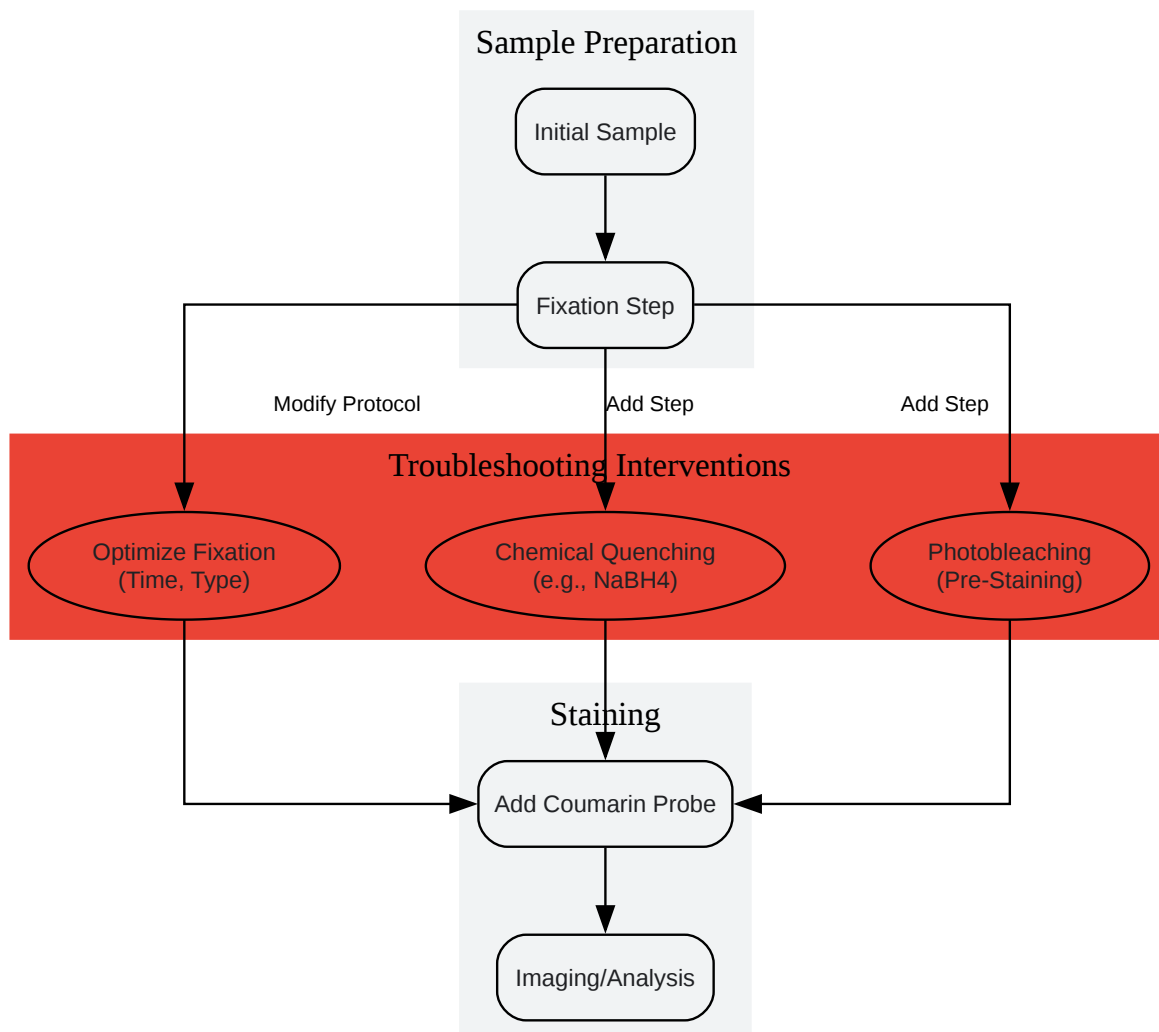 Sample Preparation
Initial Sample
Fixation Step
Modify Protocol
Add Step
Add Step
Troubleshooting Interventions
Optimize Fixation
(Time, Type)
Chemical Quenching
(e.g., NaBH4)
Photobleaching
(Pre-Staining)
Staining
Add Coumarin Probe
Imaging/Analysis